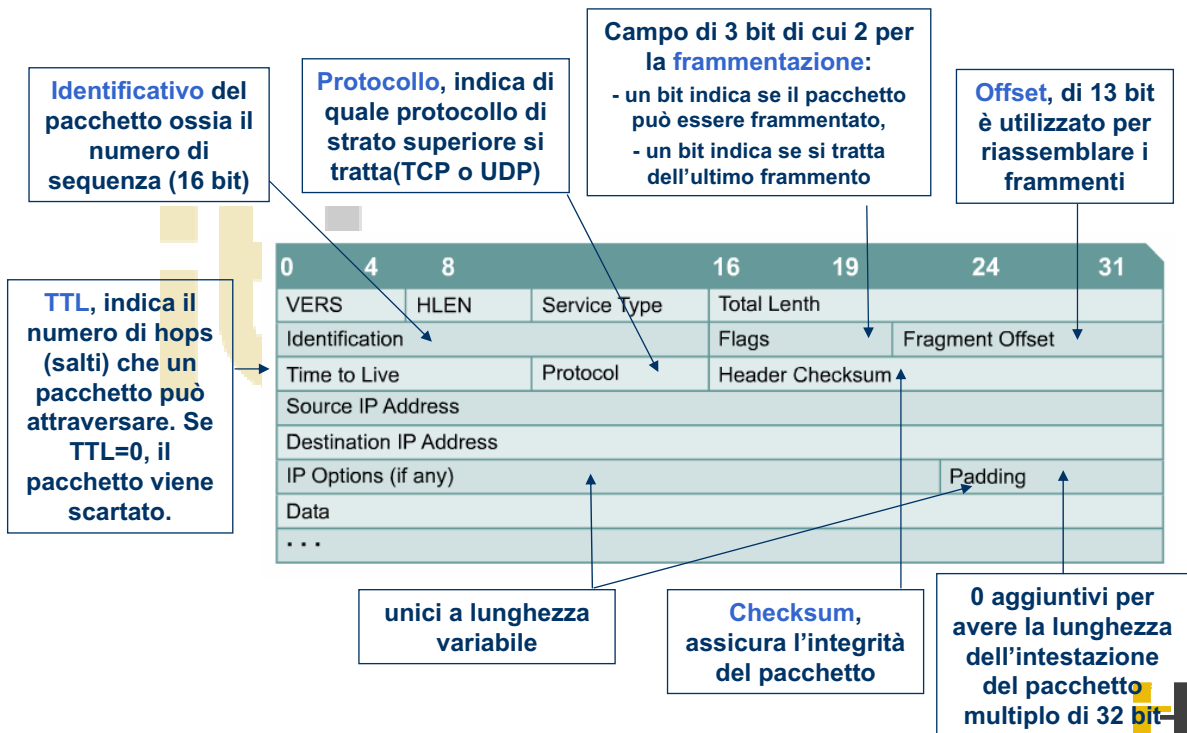 Campo di 3 bit di cui 2 per
la frammentazione:
- un bit indica se il pacchetto
può essere frammentato,
- un bit indica se si tratta
dell'ultimo frammento
Identificativo del
pacchetto ossia il
numero di
sequenza (16 bit)
Protocollo, indica di
quale protocollo di
strato superiore si
tratta(TCP o UDP)
Offset, di 13 bit
è utilizzato per
riassemblare i
frammenti
TTL, indica il
numero di hops
(salti) che un
pacchetto può
attraversare. Se
TTL=0, il
pacchetto viene
scartato.
0 4 8 16 19 24 31
VERS HLEN Service Type Total Lenth
Identification Flags Fragment Offset
Time to Live Protocol Header Checksum
Source IP Address
Destination IP Address
IP Options (if any) Padding
Data
. . .
unici a lunghezza
variabile
Checksum,
assicura l'integrità
del pacchetto
0 aggiuntivi per
avere la lunghezza
dell'intestazione
del pacchetto
multiplo di 32 bit